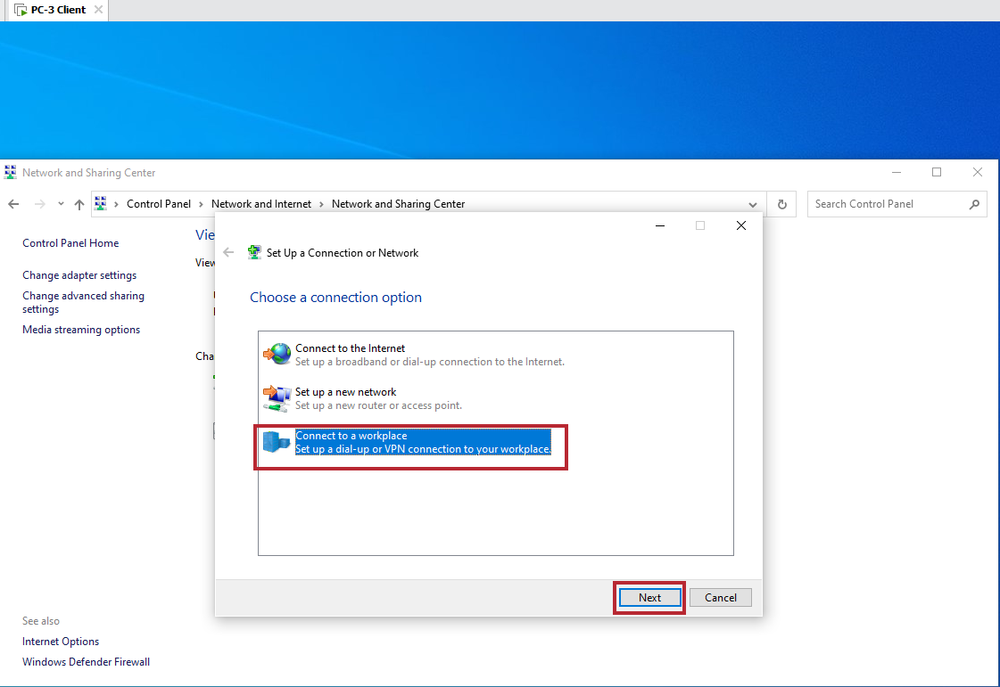 PC-3 Client
Network and Sharing Center
Control Panel
Network and Internet
Network and Sharing Center
Search Control Panel
Control Panel Home
Change adapter settings
Change advanced sharing
settings
Media streaming options
See also
Internet Options
Windows Defender Firewall
Set Up a Connection or Network
Choose a connection option
Connect to the Internet
Set up a broadband or dial-up connection to the Internet.
Set up a new network
Set up a new router or access point.
Connect to a workplace
Set up a dial-up or VPN connection to your workplace.
Next
Cancel